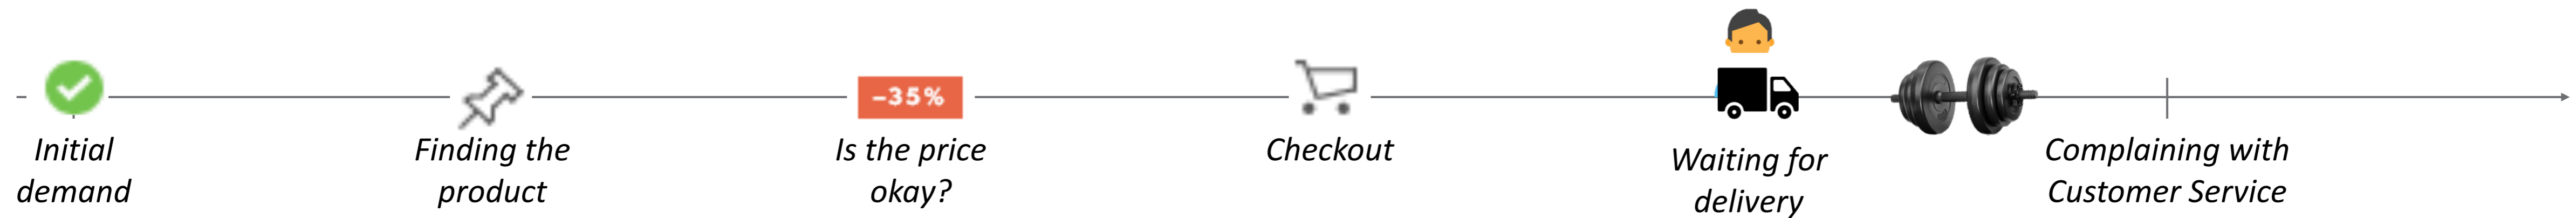 Initial
demand
Finding the
product
-35%
Is the price
okay?
Checkout
Waiting for
delivery
Complaining with
Customer Service